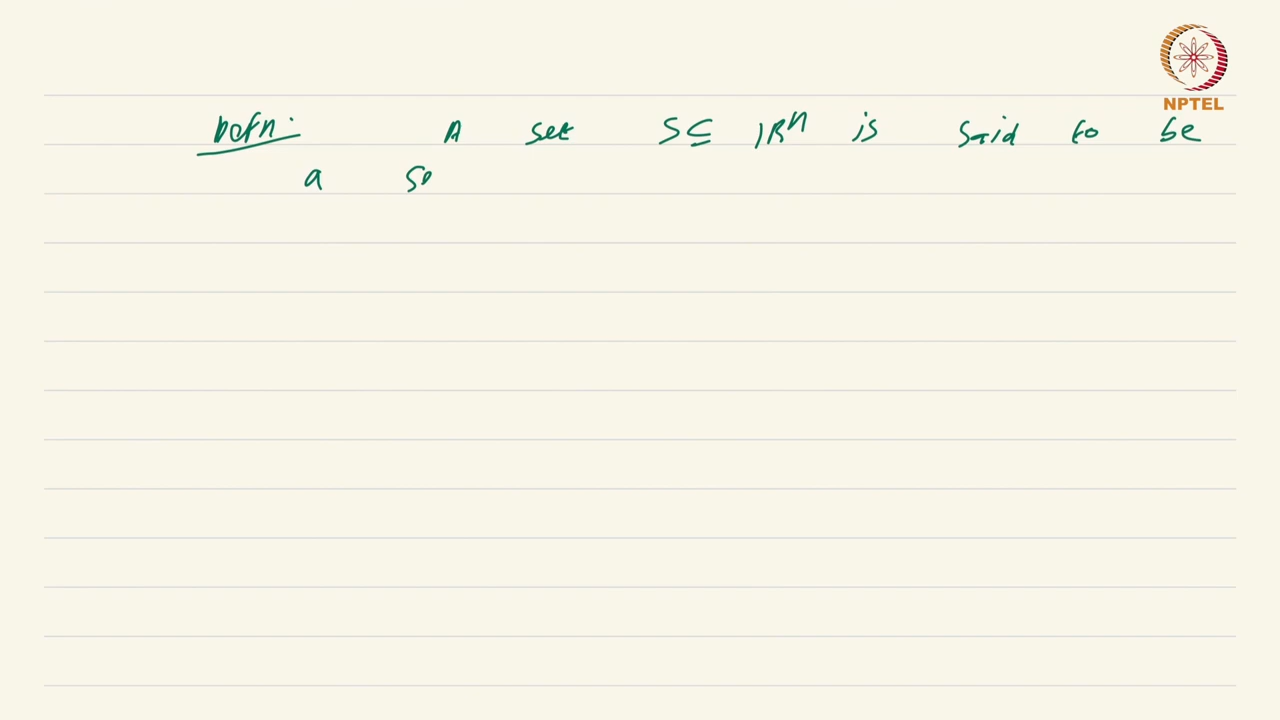 NPTEL
Defn: A set S ⊆ ℝⁿ is said to be
a